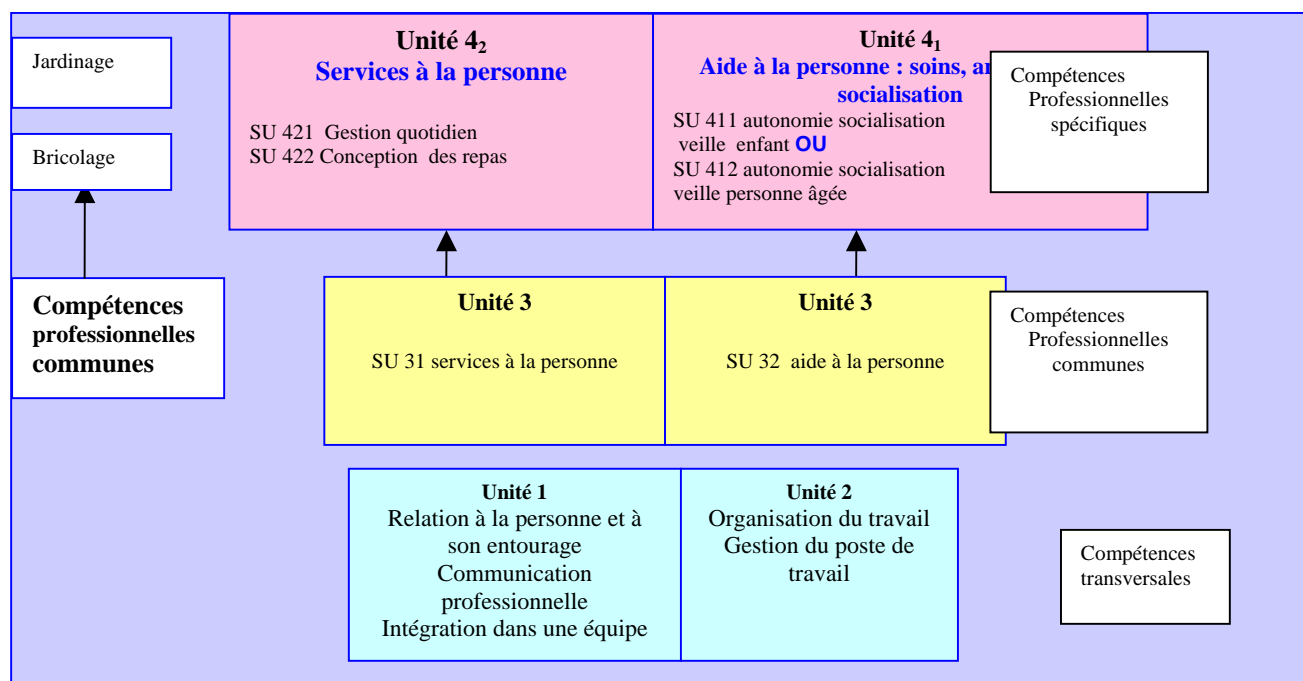 Jardinage
Bricolage
Compétences
professionnelles
communes
Unité 4₂
Services à la personne
SU 421 Gestion quotidien
SU 422 Conception des repas
Unité 4₁
Aide à la personne : soins,
socialisation
SU 411 autonomie socialisation
veille enfant OU
SU 412 autonomie socialisation
veille personne âgée
Compétences
Professionnelles
spécifiques
Unité 3
SU 31 services à la personne
Unité 3
SU 32 aide à la personne
Compétences
Professionnelles
communes
Unité 1
Relation à la personne et à
son entourage
Communication
professionnelle
Intégration dans une équipe
Unité 2
Organisation du travail
Gestion du poste de
travail
Compétences
transversales